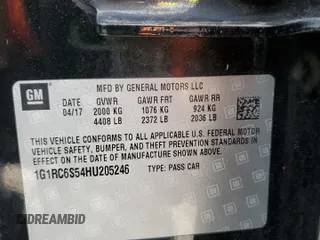 GM
MFD BY GENERAL MOTORS LLC
04/17 GVWR GAWR FRT GAWR RR
2000 KG 1076 KG 924 KG
4408 LB 2372 LB 2036 LB
THIS VEHICLE CONFORMS TO ALL APPLICABLE U.S. FEDERAL MOTOR
VEHICLE SAFETY, BUMPER, AND THEFT PREVENTION STANDARDS IN
EFFECT ON THE DATE OF MANUFACTURE SHOWN ABOVE.
1G1RC6S54HU205246 TYPE: PASS CAR
IDREAMBID